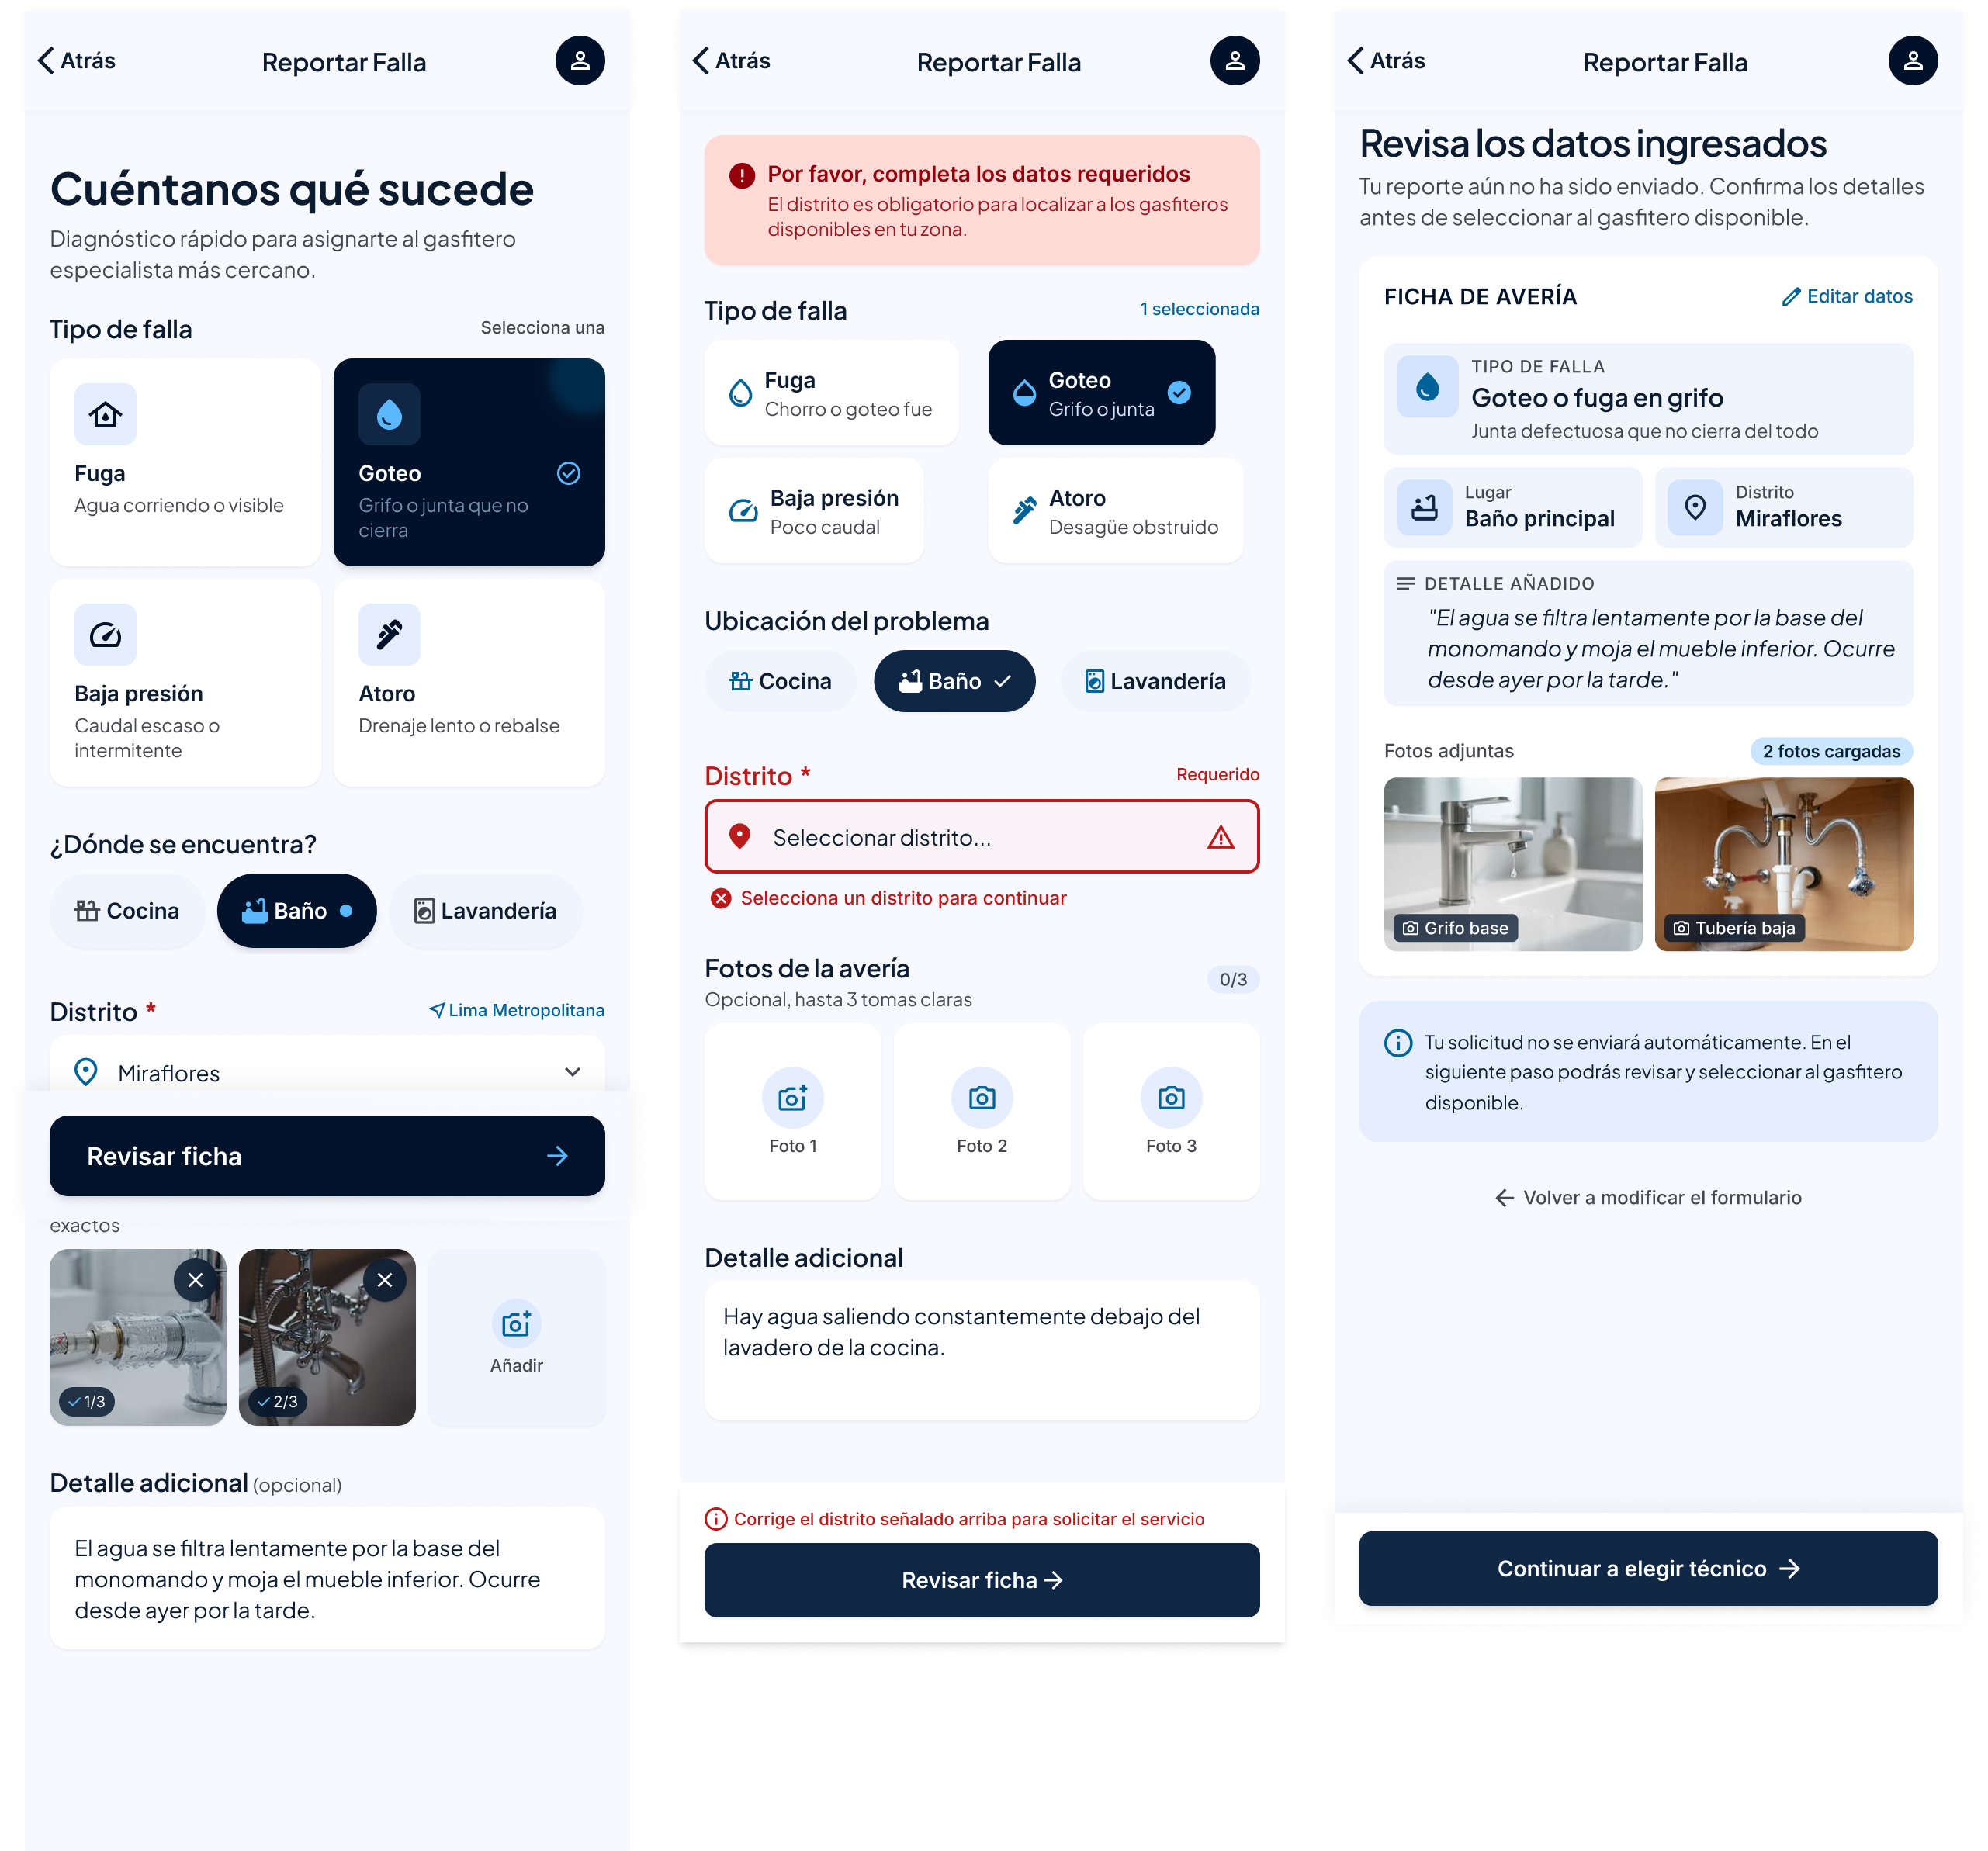 Atrás
Reportar Falla
Cuéntanos qué sucede
Diagnóstico rápido para asignarte al gasfitero
especialista más cercano.
Tipo de falla
Selecciona una
Fuga
Agua corriendo o visible
Goteo
Grifo o junta que no
cierra
Baja presión
Caudal escaso o
intermitente
Atoro
Drenaje lento o rebalse
¿Dónde se encuentra?
Cocina
Baño
Lavandería
Distrito *
Lima Metropolitana
Miraflores
Revisar ficha
exactos
1/3
2/3
Añadir
Detalle adicional (opcional)
El agua se filtra lentamente por la base del
monomando y moja el mueble inferior. Ocurre
desde ayer por la tarde.
Atrás
Reportar Falla
Por favor, completa los datos requeridos
El distrito es obligatorio para localizar a los gasfiteros
disponibles en tu zona.
Tipo de falla
1 seleccionada
Fuga
Chorro o goteo fue
Goteo
Grifo o junta
Baja presión
Poco caudal
Atoro
Desagüe obstruido
Ubicación del problema
Cocina
Baño
Lavandería
Distrito *
Requerido
Seleccionar distrito...
Selecciona un distrito para continuar
Fotos de la avería
Opcional, hasta 3 tomas claras
0/3
Foto 1
Foto 2
Foto 3
Detalle adicional
Hay agua saliendo constantemente debajo del
lavadero de la cocina.
Corrige el distrito señalado arriba para solicitar el servicio
Revisar ficha
Atrás
Reportar Falla
Revisa los datos ingresados
Tu reporte aún no ha sido enviado. Confirma los detalles
antes de seleccionar al gasfitero disponible.
FICHA DE AVERÍA
Editar datos
TIPO DE FALLA
Goteo o fuga en grifo
Junta defectuosa que no cierra del todo
Lugar
Baño principal
Distrito
Miraflores
DETALLE AÑADIDO
"El agua se filtra lentamente por la base del
monomando y moja el mueble inferior. Ocurre
desde ayer por la tarde."
Fotos adjuntas
2 fotos cargadas
Grifo base
Tubería baja
Tu solicitud no se enviará automáticamente. En el
siguiente paso podrás revisar y seleccionar al gasfitero
disponible.
Volver a modificar el formulario
Continuar a elegir técnico